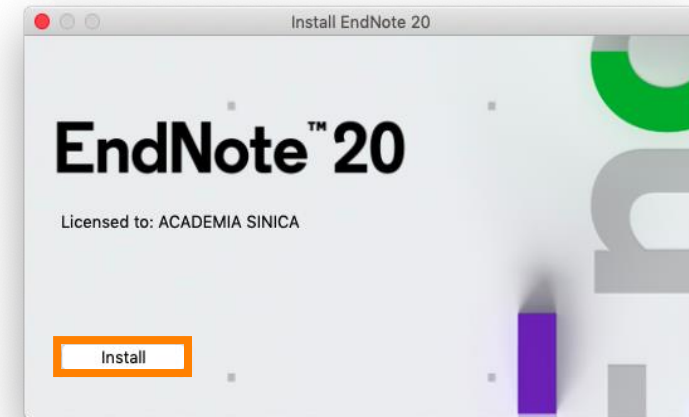 Install EndNote 20
EndNote™ 20
Licensed to: ACADEMIA SINICA
Install